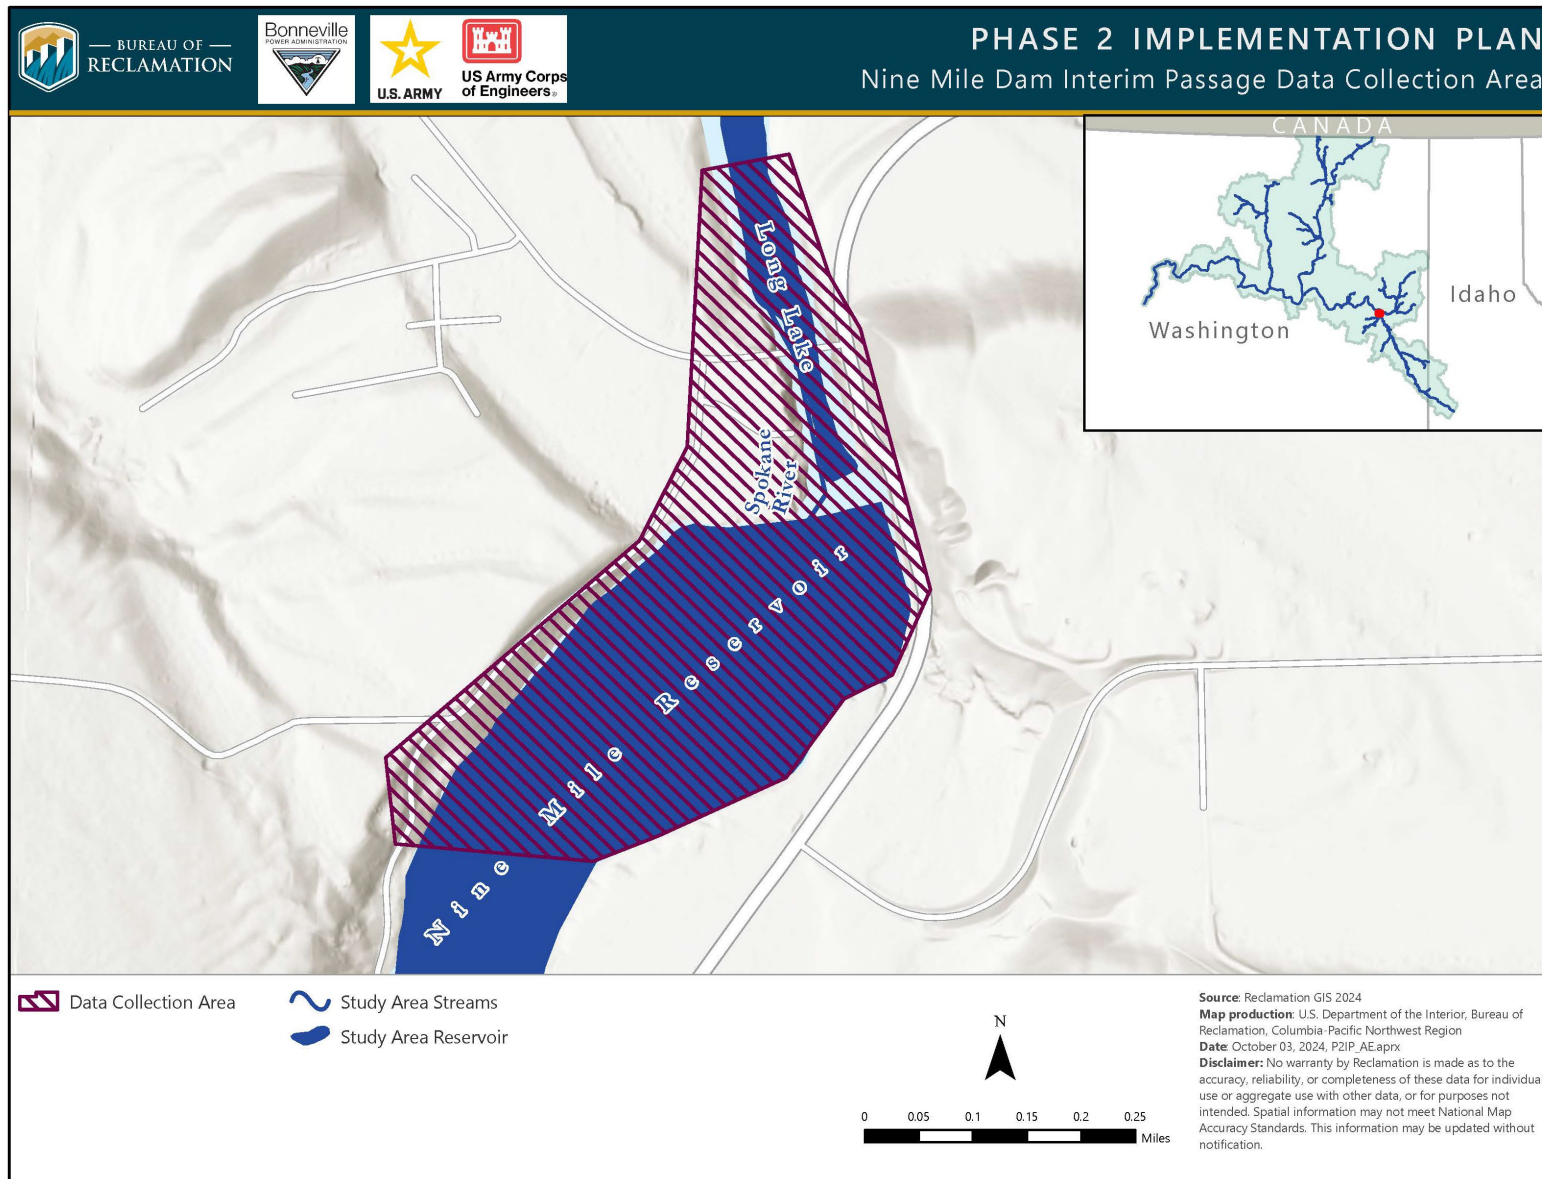 BUREAU OF
RECLAMATION
Bonneville
POWER ADMINISTRATION
U.S. ARMY
US Army Corps
of Engineers®
PHASE 2 IMPLEMENTATION PLAN
Nine Mile Dam Interim Passage Data Collection Area
CANADA
Washington
Idaho
Long Lake
Spokane
River
Nine Mile Reservoir
Data Collection Area
Study Area Streams
Study Area Reservoir
N
0 0.05 0.1 0.15 0.2 0.25
Miles
Source: Reclamation GIS 2024
Map production: U.S. Department of the Interior, Bureau of
Reclamation, Columbia-Pacific Northwest Region
Date: October 03, 2024, P2IP_AE.aprx
Disclaimer: No warranty by Reclamation is made as to the
accuracy, reliability, or completeness of these data for individua
use or aggregate use with other data, or for purposes not
intended. Spatial information may not meet National Map
Accuracy Standards. This information may be updated without
notification.